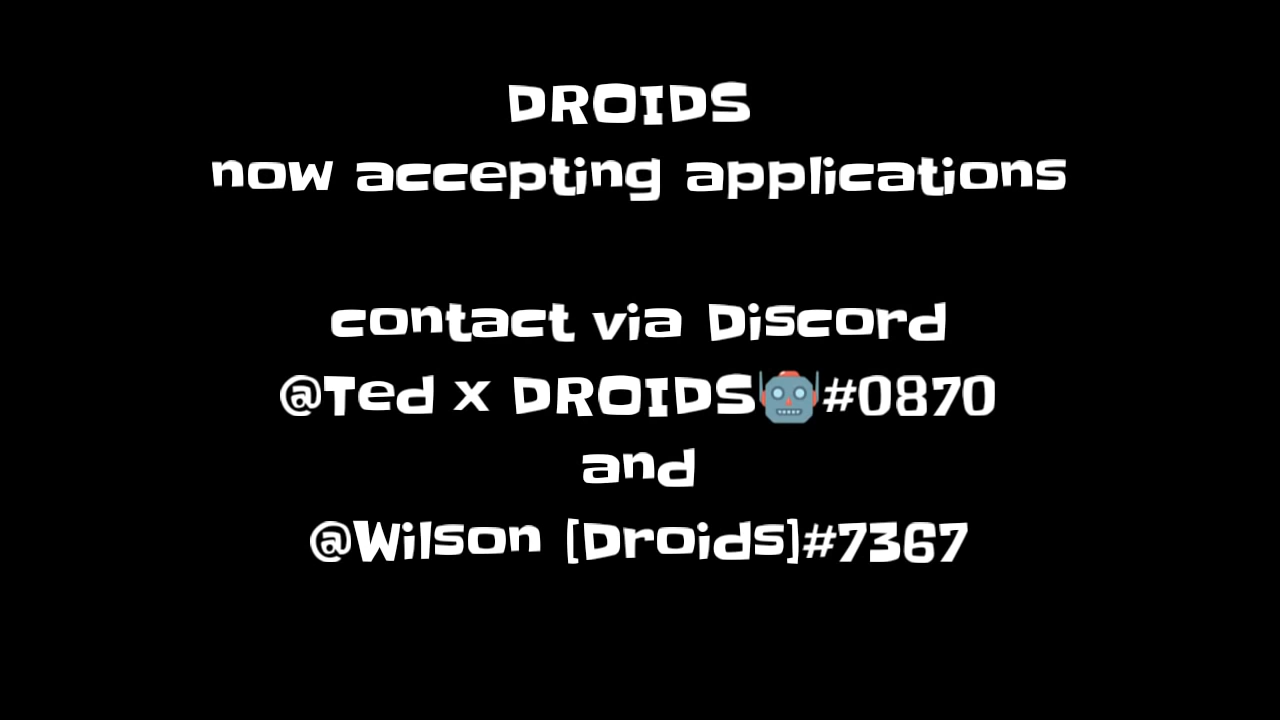 DROIDS
now accepting applications
contact via Discord
@Ted x DROIDS🤖#0870
and
@Wilson [Droids]#7367